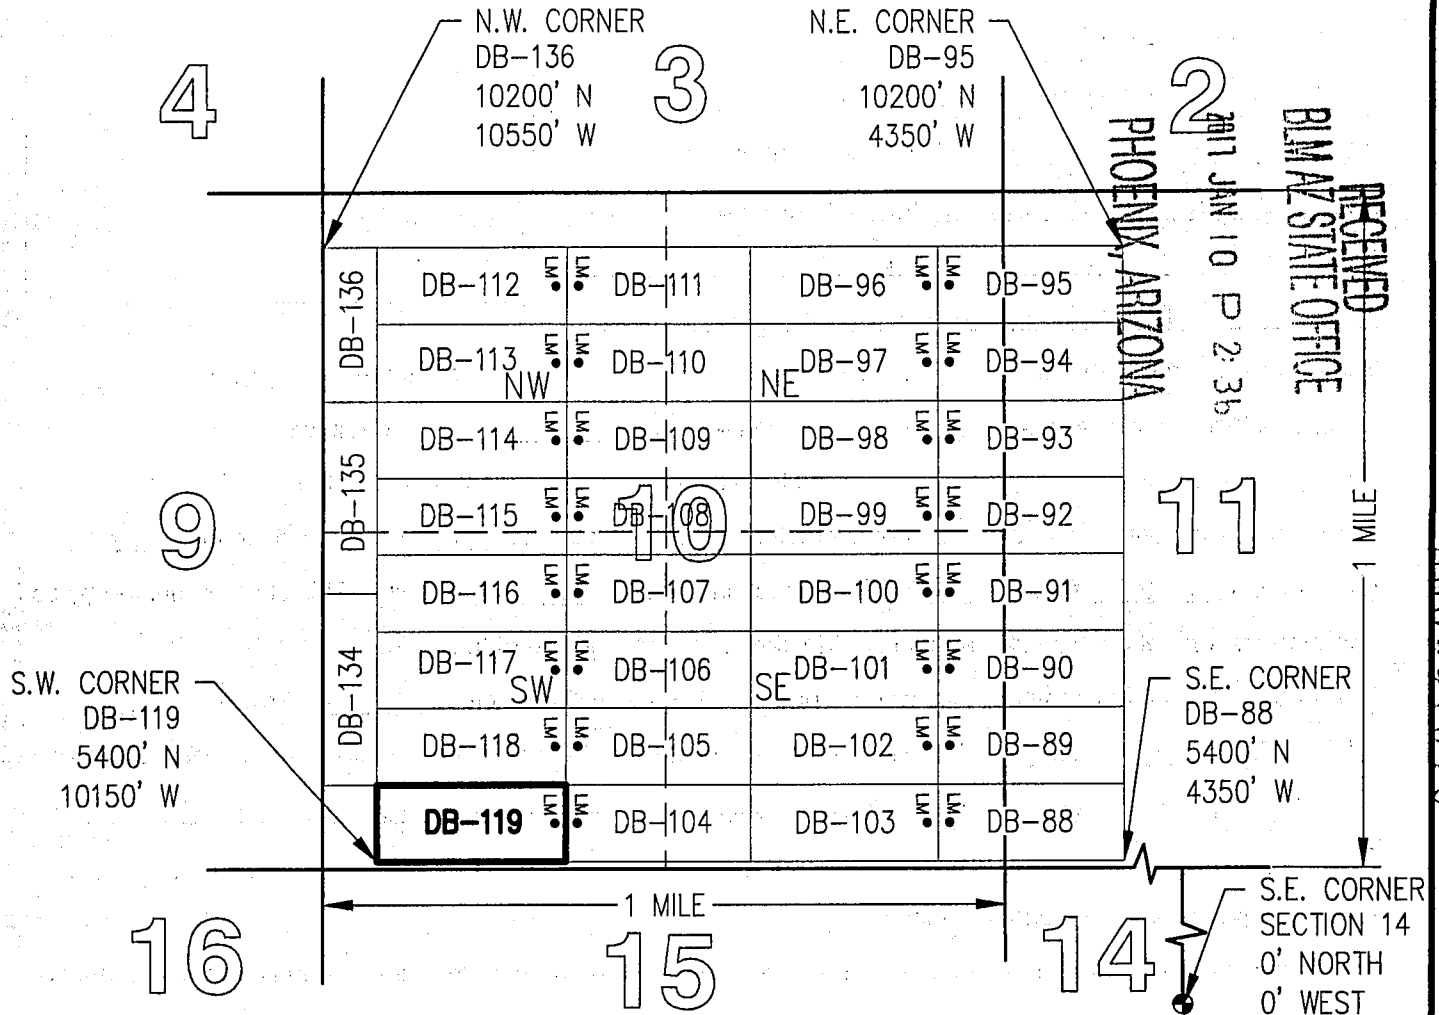 N.W. CORNER
DB-136
10200' N
10550' W
N.E. CORNER
DB-95
10200' N
4350' W
4
3
2
RECEIVED
BLM AZ STATE OFFICE
2011 JAN 10 P 2:36
PHOENIX, ARIZONA
DB-136
DB-112 LM
LM DB-111
DB-96 LM
LM DB-95
DB-113 LM
LM DB-110
DB-97 LM
LM DB-94
NW
NE
DB-135
DB-114 LM
LM DB-109
DB-98 LM
LM DB-93
DB-115 LM
LM DB-108
DB-99 LM
LM DB-92
9
10
11
1 MILE
DB-134
DB-116 LM
LM DB-107
DB-100 LM
LM DB-91
DB-117 LM
LM DB-106
DB-101 LM
LM DB-90
SW
SE
DB-118 LM
LM DB-105
DB-102 LM
LM DB-89
DB-119 LM
LM DB-104
DB-103 LM
LM DB-88
S.W. CORNER
DB-119
5400' N
10150' W
S.E. CORNER
DB-88
5400' N
4350' W
1 MILE
16
15
14
S.E. CORNER
SECTION 14
0' NORTH
0' WEST